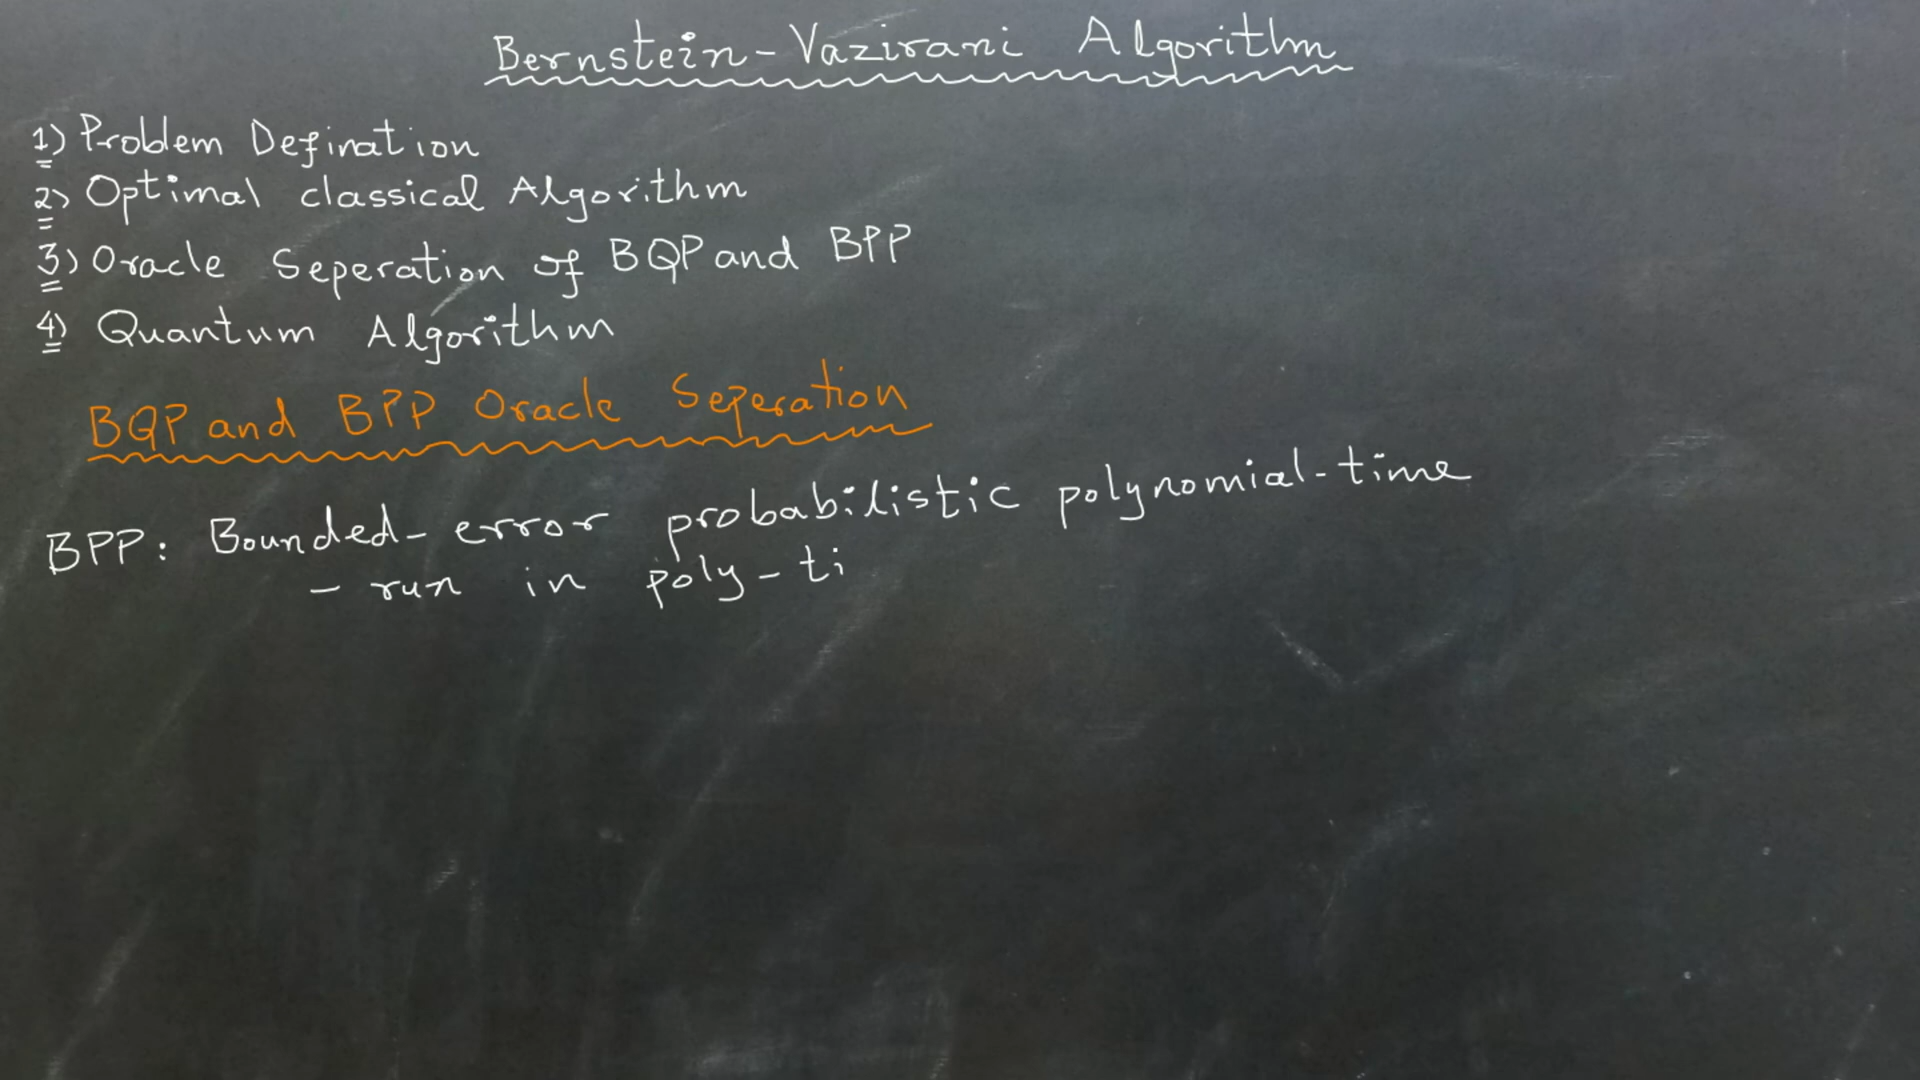 Bernstein-Vazirani Algorithm
1) Problem Defination
2) Optimal classical Algorithm
3) Oracle Seperation of BQP and BPP
4) Quantum Algorithm
BQP and BPP Oracle Seperation
BPP: Bounded-error probabilistic polynomial-time
- run in poly-ti